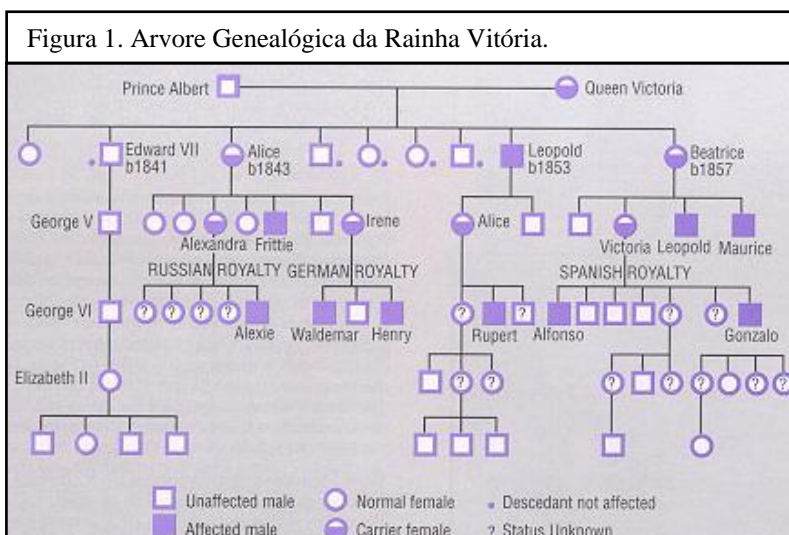 Figura 1. Arvore Genealógica da Rainha Vitória.
Prince Albert
Queen Victoria
Edward VII
b1841
Alice
b1843
Leopold
b1853
Beatrice
b1857
George V
Alexandra
Frittie
Irene
Alice
Victoria
Leopold
Maurice
RUSSIAN ROYALTY
GERMAN ROYALTY
SPANISH ROYALTY
George VI
? ? ? ?
Alexie
Waldemar
Henry
?
Rupert
?
Alfonso
? ?
Gonzalo
Elizabeth II
? ?
? ? ? ? ?
Unaffected male
Normal female
Descedant not affected
Affected male
Carrier female
? Status Unknown